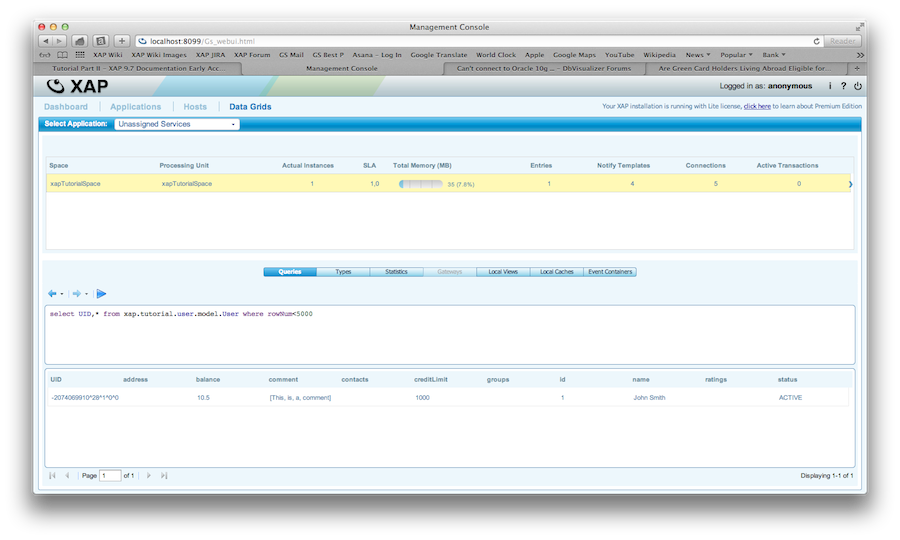 Management Console
localhost:8099/Gs_webui.html
Reader
XAP Wiki XAP Wiki Images XAP JIRA XAP Forum GS Mail GS Best P Asana – Log In Google Translate World Clock Apple Google Maps YouTube Wikipedia News Popular Bank
Tutorial Part II – XAP 9.7 Documentation Early Acc... Management Console Can't connect to Oracle 10g ... – DbVisualizer Forums Are Green Card Holders Living Abroad Eligible for...
XAP Logged in as: anonymous i ?
Dashboard Applications Hosts Data Grids Your XAP installation is running with Lite license, click here to learn about Premium Edition
Select Application: Unassigned Services
Space Processing Unit Actual Instances SLA Total Memory (MB) Entries Notify Templates Connections Active Transactions
xapTutorialSpace xapTutorialSpace 1 1,0 35 (7.8%) 1 4 5 0
Queries Types Statistics Gateways Local Views Local Caches Event Containers
select UID,* from xap.tutorial.user.model.User where rowNum<5000
UID address balance comment contacts creditLimit groups id name ratings status
-2074069910^28^1^0^0 10.5 [This, is, a, comment] 1000 1 John Smith ACTIVE
Page 1 of 1 Displaying 1-1 of 1